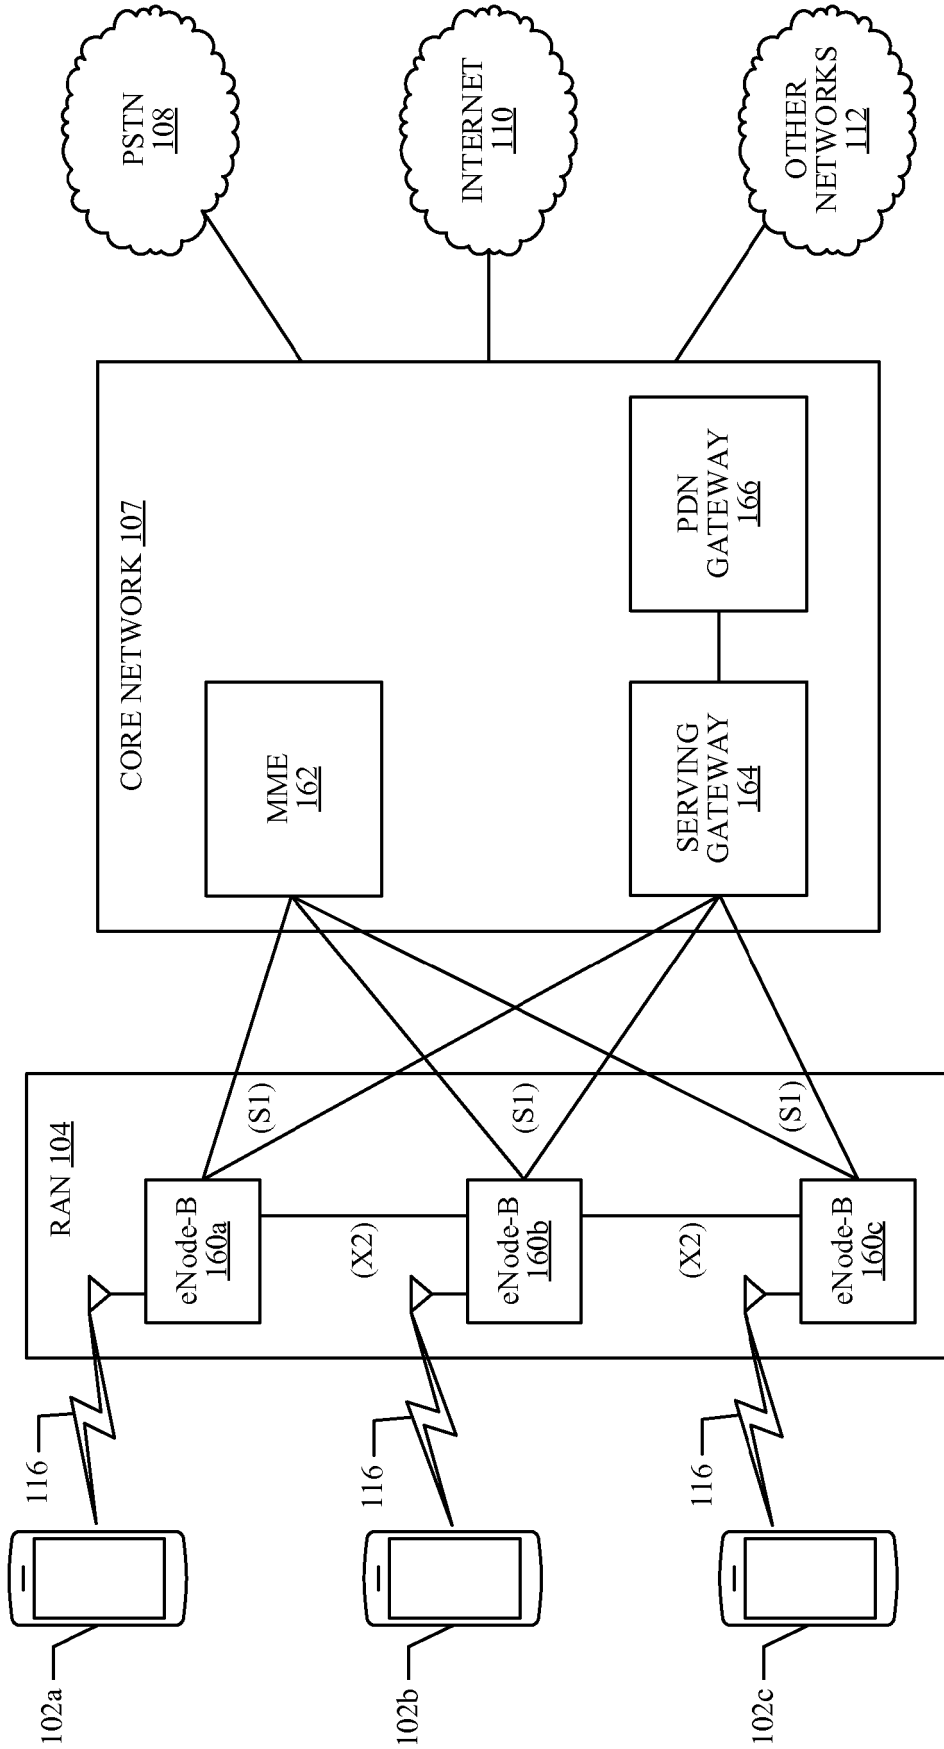 102a
116
RAN 104
eNode-B
160a
(S1)
(X2)
102b
116
eNode-B
160b
(S1)
(X2)
102c
116
eNode-B
160c
(S1)
CORE NETWORK 107
MME
162
SERVING
GATEWAY
164
PDN
GATEWAY
166
PSTN
108
INTERNET
110
OTHER
NETWORKS
112